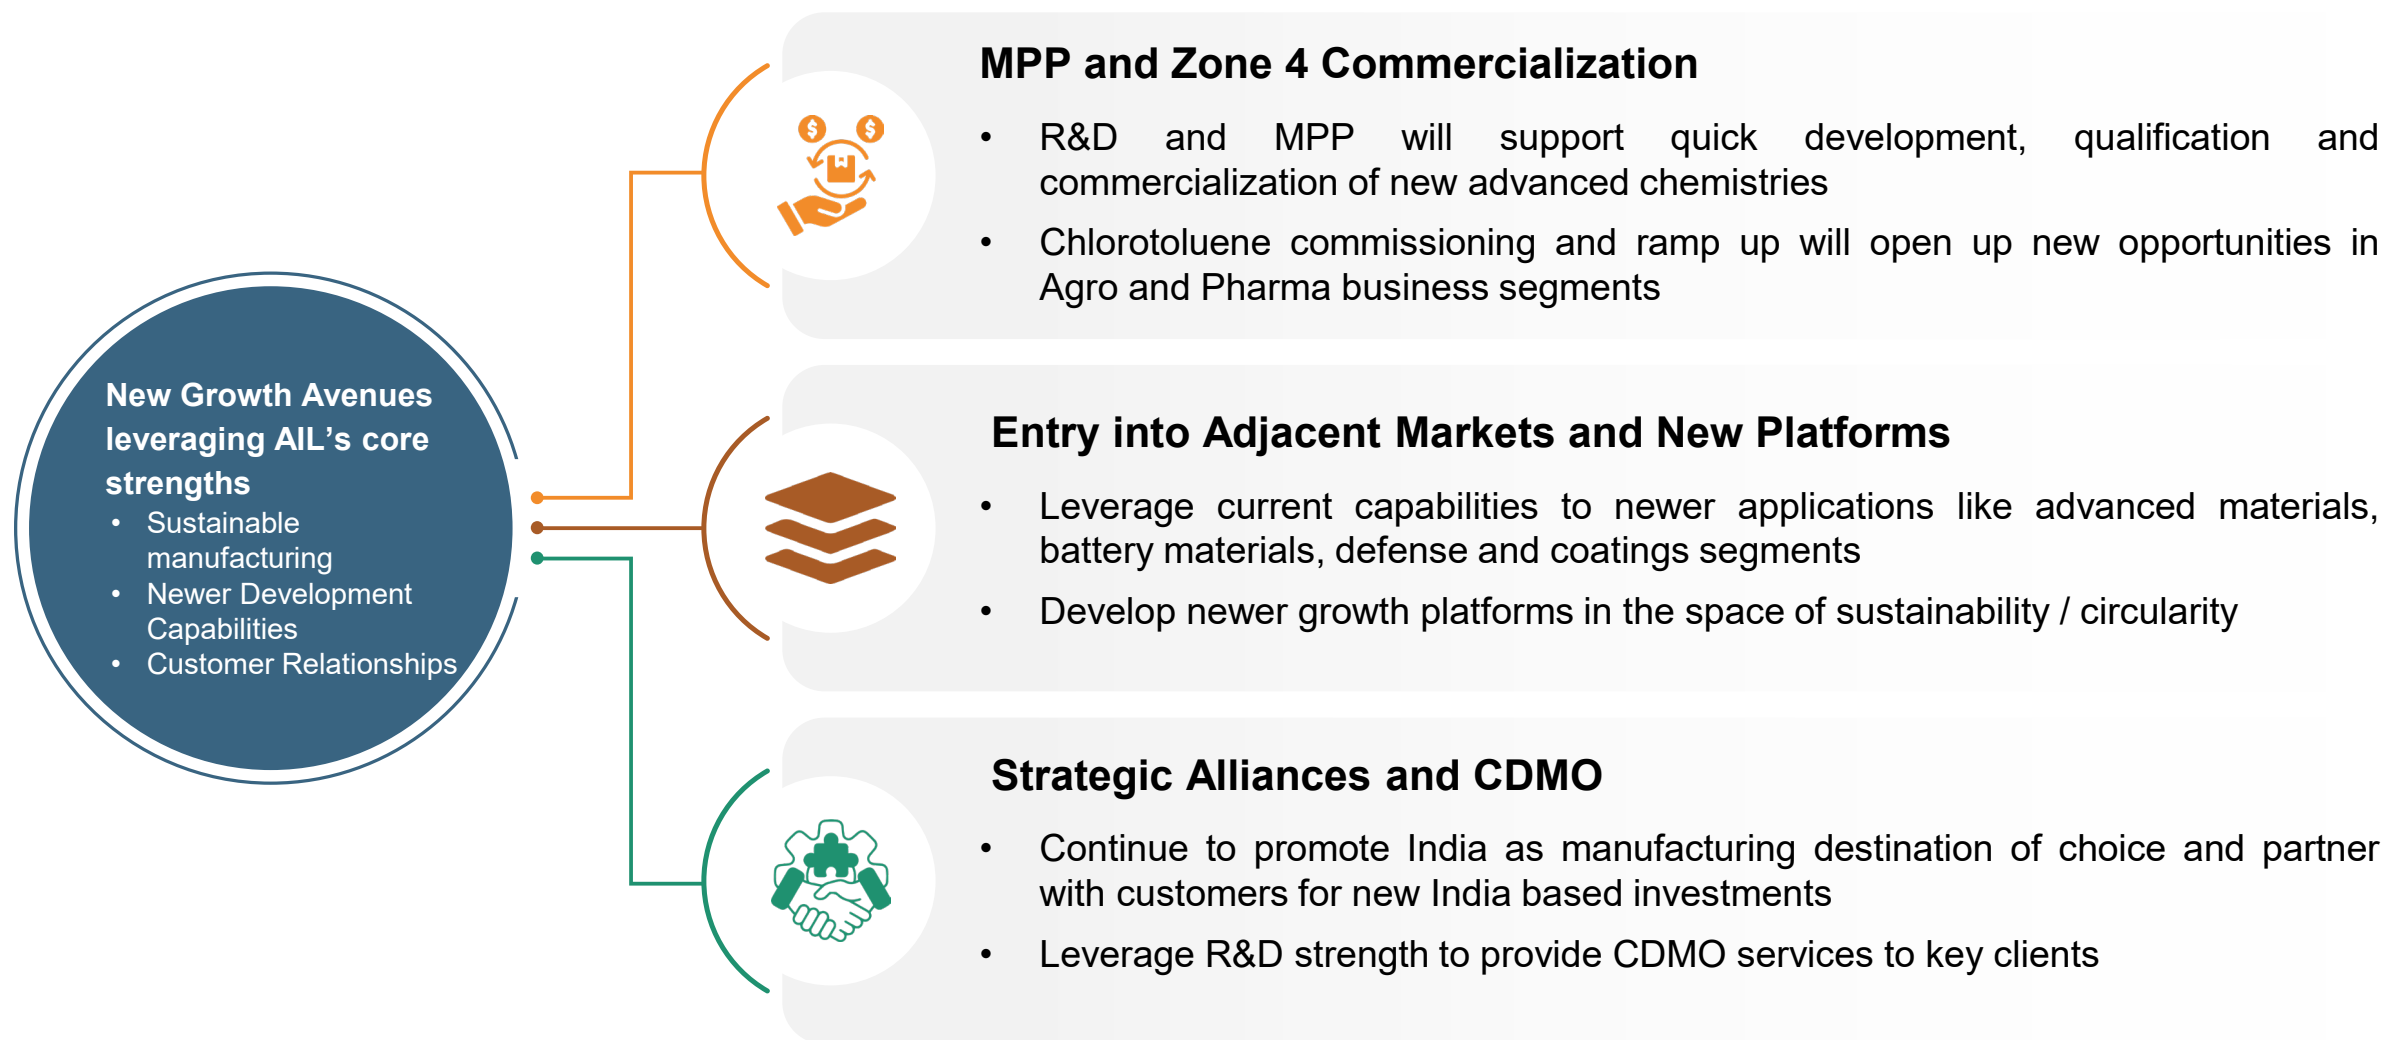 New Growth Avenues
leveraging AIL’s core
strengths
• Sustainable
manufacturing
• Newer Development
Capabilities
• Customer Relationships
MPP and Zone 4 Commercialization
• R&D and MPP will support quick development, qualification and
commercialization of new advanced chemistries
• Chlorotoluene commissioning and ramp up will open up new opportunities in
Agro and Pharma business segments
Entry into Adjacent Markets and New Platforms
• Leverage current capabilities to newer applications like advanced materials,
battery materials, defense and coatings segments
• Develop newer growth platforms in the space of sustainability / circularity
Strategic Alliances and CDMO
• Continue to promote India as manufacturing destination of choice and partner
with customers for new India based investments
• Leverage R&D strength to provide CDMO services to key clients